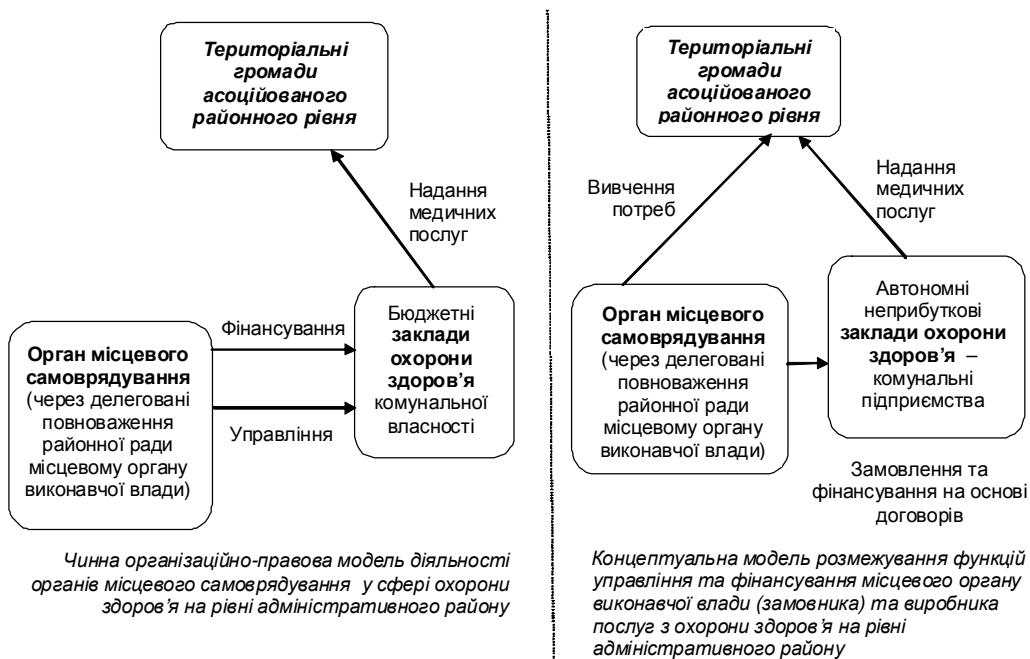 Територіальні
громади
асоційованого
районного рівня
Надання
медичних
послуг
Фінансування
Управління
Орган місцевого
самоврядування
(через делеговані
повноваження
районної ради
місцевому органу
виконавчої влади)
Бюджетні
заклади
охорони
здоров’я
комунальної
власності
Чинна організаційно-правова модель діяльності
органів місцевого самоврядування у сфері охорони
здоров’я на рівні адміністративного району
Територіальні
громади
асоційованого
районного рівня
Вивчення
потреб
Надання
медичних
послуг
Орган місцевого
самоврядування
(через делеговані
повноваження
районної ради
місцевому органу
виконавчої влади)
Автономні
неприбуткові
заклади охорони
здоров’я –
комунальні
підприємства
Замовлення та
фінансування на основі
договорів
Концептуальна модель розмежування функцій
управління та фінансування місцевого органу
виконавчої влади (замовника) та виробника
послуг з охорони здоров’я на рівні
адміністративного району